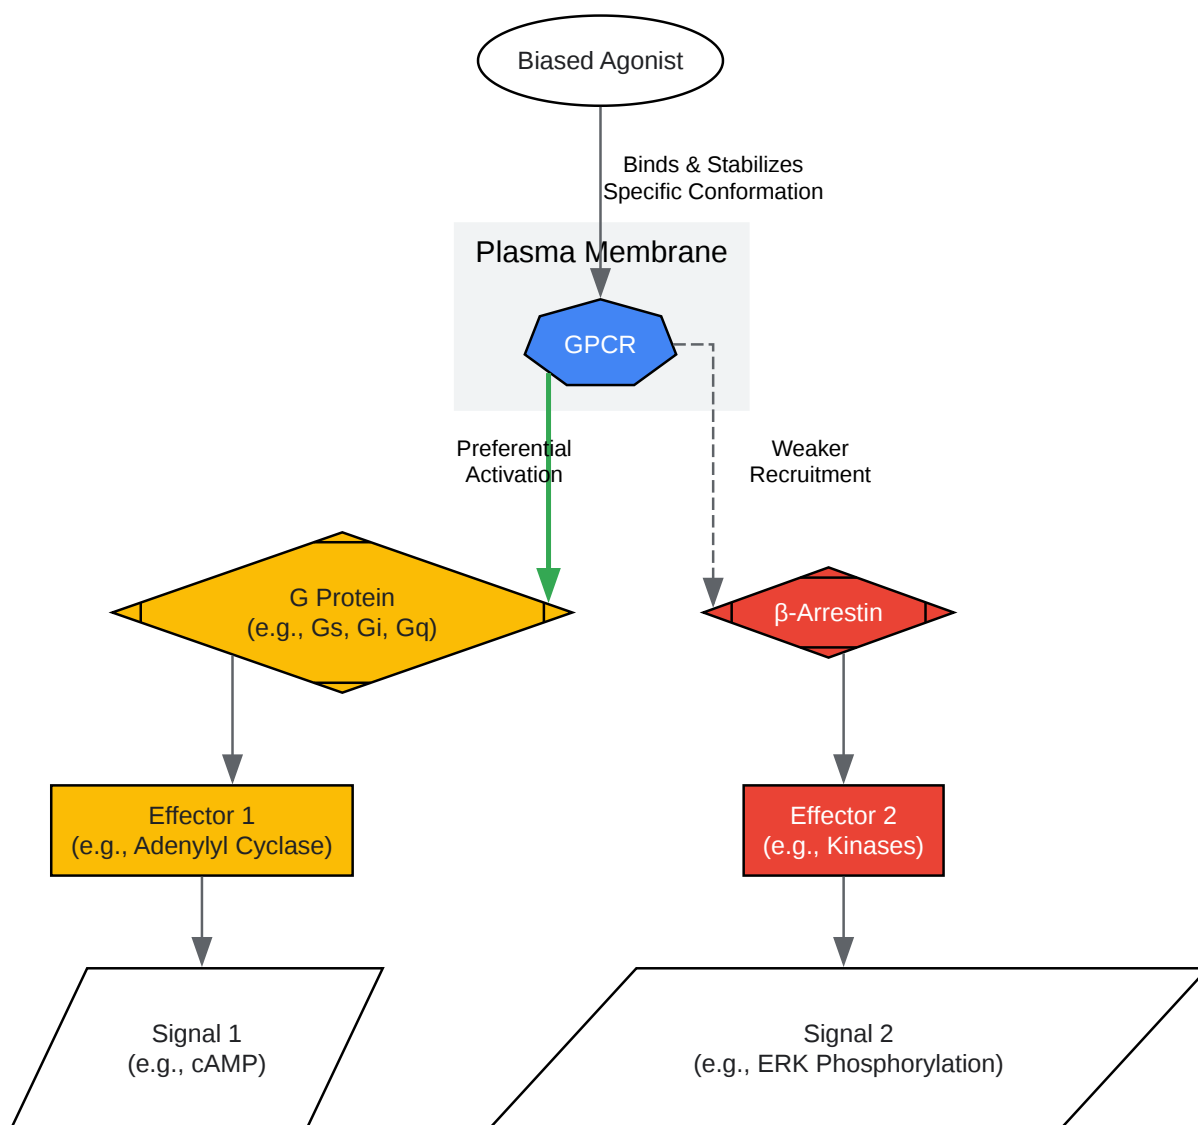 Biased Agonist
Binds & Stabilizes
Specific Conformation
Plasma Membrane
GPCR
Preferential
Activation
Weaker
Recruitment
G Protein
(e.g., Gs, Gi, Gq)
β-Arrestin
Effector 1
(e.g., Adenylyl Cyclase)
Effector 2
(e.g., Kinases)
Signal 1
(e.g., cAMP)
Signal 2
(e.g., ERK Phosphorylation)